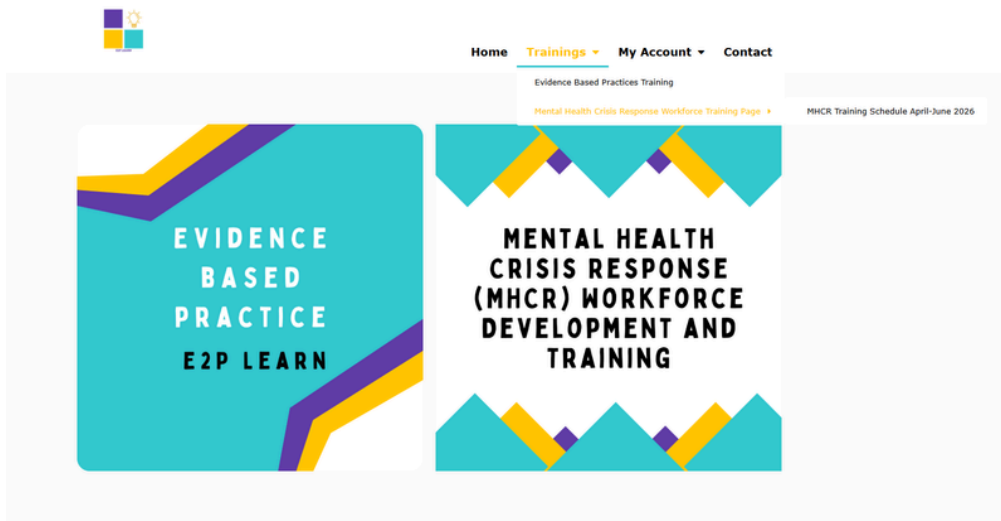 Home Trainings My Account Contact
Evidence Based Practices Training
Mental Health Crisis Response Workforce Training Page
MHCR Training Schedule April-June 2026
EVIDENCE
BASED
PRACTICE
E2P LEARN
MENTAL HEALTH
CRISIS RESPONSE
(MHCR) WORKFORCE
DEVELOPMENT AND
TRAINING